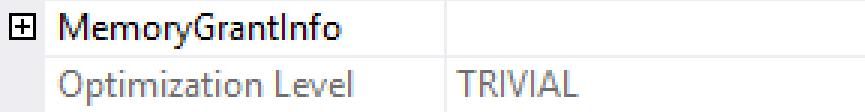 MemoryGrantInfo
Optimization Level TRIVIAL